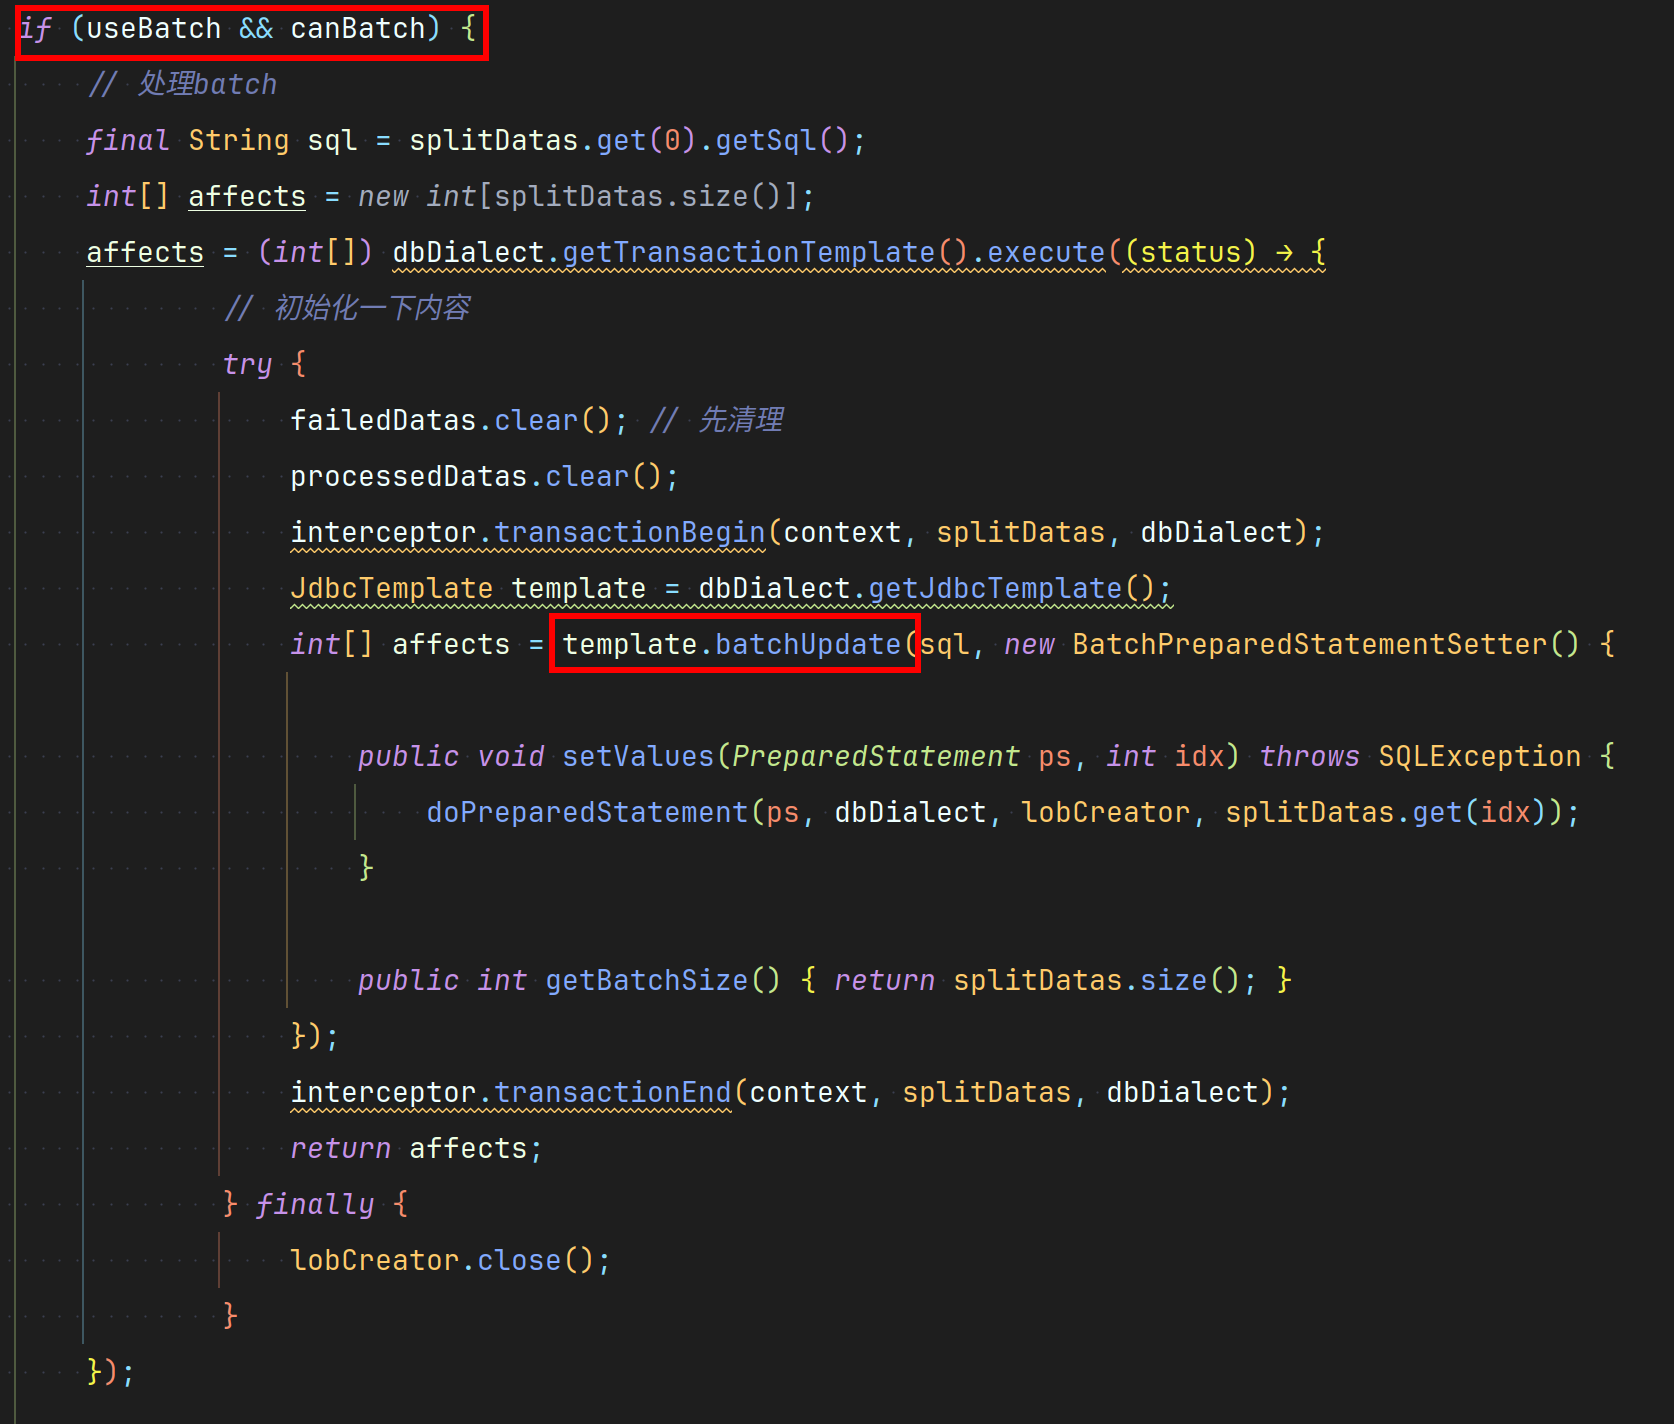 if (useBatch && canBatch) {
// 处理batch
final String sql = splitDatas.get(0).getSql();
int[] affects = new int[splitDatas.size()];
affects = (int[]) dbDialect.getTransactionTemplate().execute((status) → {
// 初始化一下内容
try {
failedDatas.clear(); // 先清理
processedDatas.clear();
interceptor.transactionBegin(context, splitDatas, dbDialect);
JdbcTemplate template = dbDialect.getJdbcTemplate();
int[] affects = template.batchUpdate(sql, new BatchPreparedStatementSetter() {
public void setValues(PreparedStatement ps, int idx) throws SQLException {
doPreparedStatement(ps, dbDialect, lobCreator, splitDatas.get(idx));
}
public int getBatchSize() { return splitDatas.size(); }
});
interceptor.transactionEnd(context, splitDatas, dbDialect);
return affects;
} finally {
lobCreator.close();
}
});